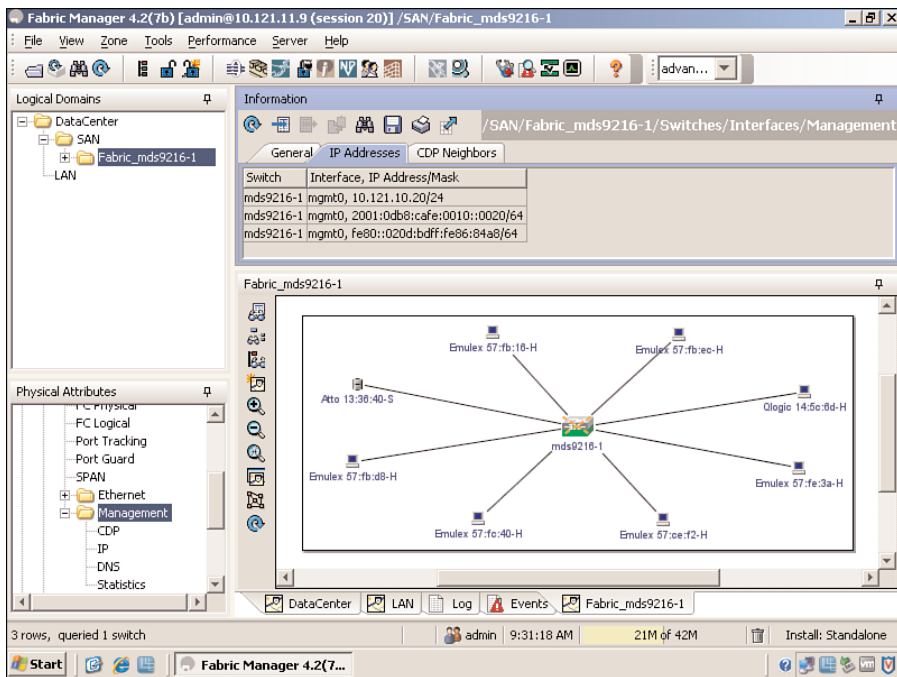 Fabric Manager 4.2(7b) [admin@10.121.11.9 (session 20)] /SAN/Fabric_mds9216-1
File View Zone Tools Performance Server Help
advan...
Logical Domains
DataCenter
SAN
Fabric_mds9216-1
LAN
Information
/SAN/Fabric_mds9216-1/Switches/Interfaces/Management
General IP Addresses CDP Neighbors
Switch Interface, IP Address/Mask
mds9216-1 mgmt0, 10.121.10.20/24
mds9216-1 mgmt0, 2001:0db8:cafe:0010::0020/64
mds9216-1 mgmt0, fe80::020d:bdff:fe86:84a8/64
Fabric_mds9216-1
Emulex 57:fb:16-H
Emulex 57:fb:ec-H
Atto 13:36:40-S
Qlogic 14:5c:6d-H
mds9216-1
Emulex 57:fb:d8-H
Emulex 57:fe:3a-H
Emulex 57:fc:40-H
Emulex 57:ce:f2-H
Physical Attributes
FC Physical
FC Logical
Port Tracking
Port Guard
SPAN
Ethernet
Management
CDP
IP
DNS
Statistics
DataCenter LAN Log Events Fabric_mds9216-1
3 rows, queried 1 switch
admin 9:31:18 AM 21M of 42M Install: Standalone
Start Fabric Manager 4.2(7...